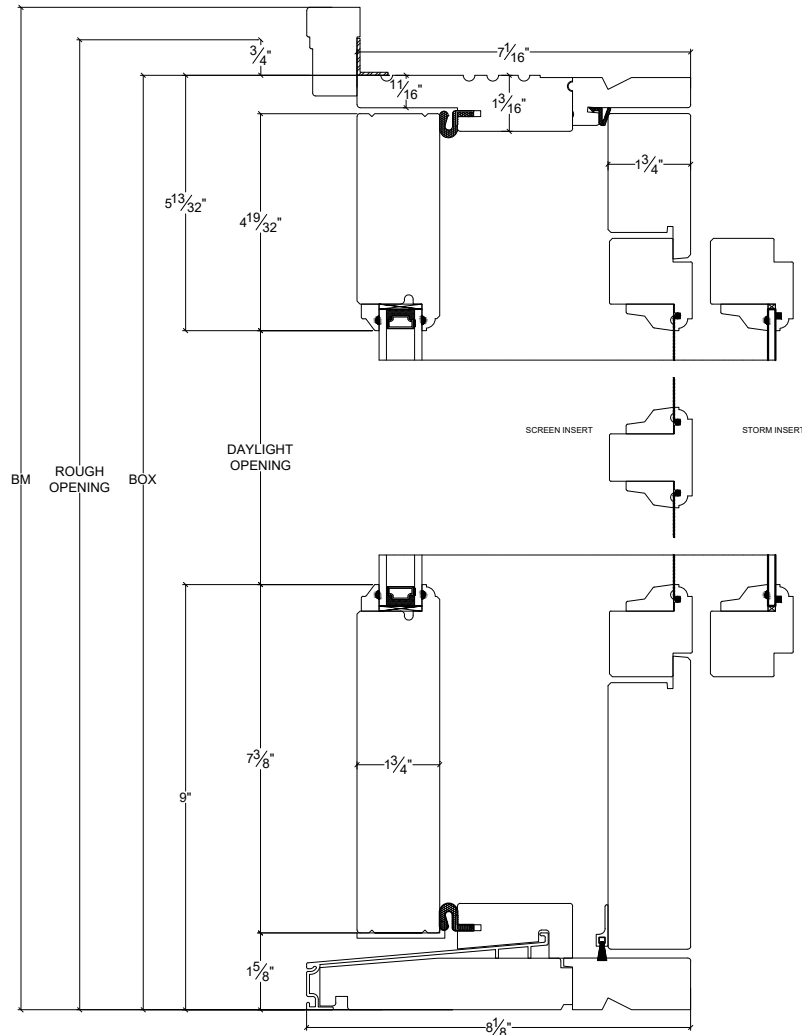 3/4"
7 1/16"
11/16"
1 3/16"
1 3/4"
5 13/32"
4 19/32"
SCREEN INSERT
STORM INSERT
DAYLIGHT
OPENING
BM
ROUGH
OPENING
BOX
7 3/8"
1 3/4"
9"
1 5/8"
8 1/8"